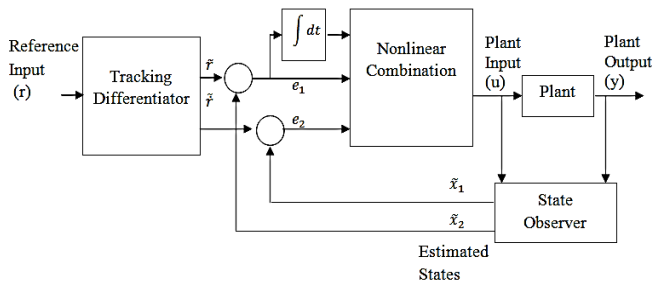 Reference
Input
(r)
Tracking
Differentiator
r̃
r̃̇
∫ dt
e₁
e₂
Nonlinear
Combination
Plant
Input
(u)
Plant
Plant
Output
(y)
x̃₁
x̃₂
State
Observer
Estimated
States